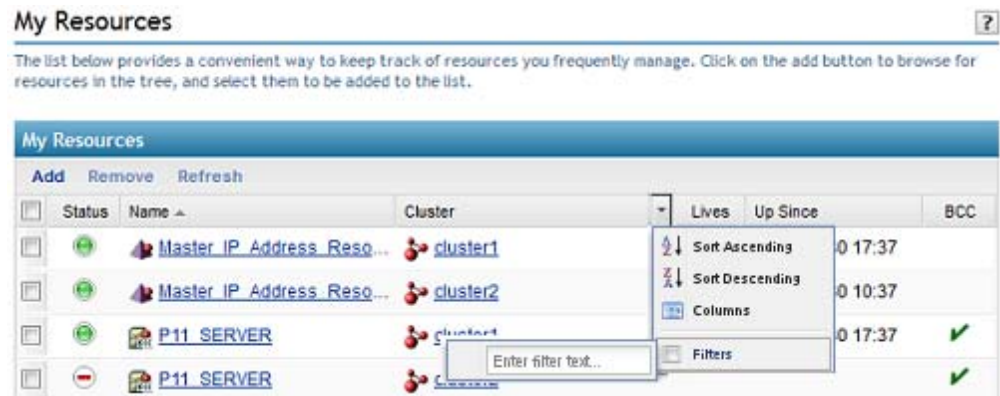 My Resources
?
The list below provides a convenient way to keep track of resources you frequently manage. Click on the add button to browse for
resources in the tree, and select them to be added to the list.
My Resources
Add Remove Refresh
Status Name Cluster Lives Up Since BCC
Master_IP_Address_Reso... cluster1 Sort Ascending 0 17:37
Master_IP_Address_Reso... cluster2 Sort Descending 0 10:37
Columns
P11_SERVER cluster1 0 17:37
Enter filter text... Filters
P11_SERVER